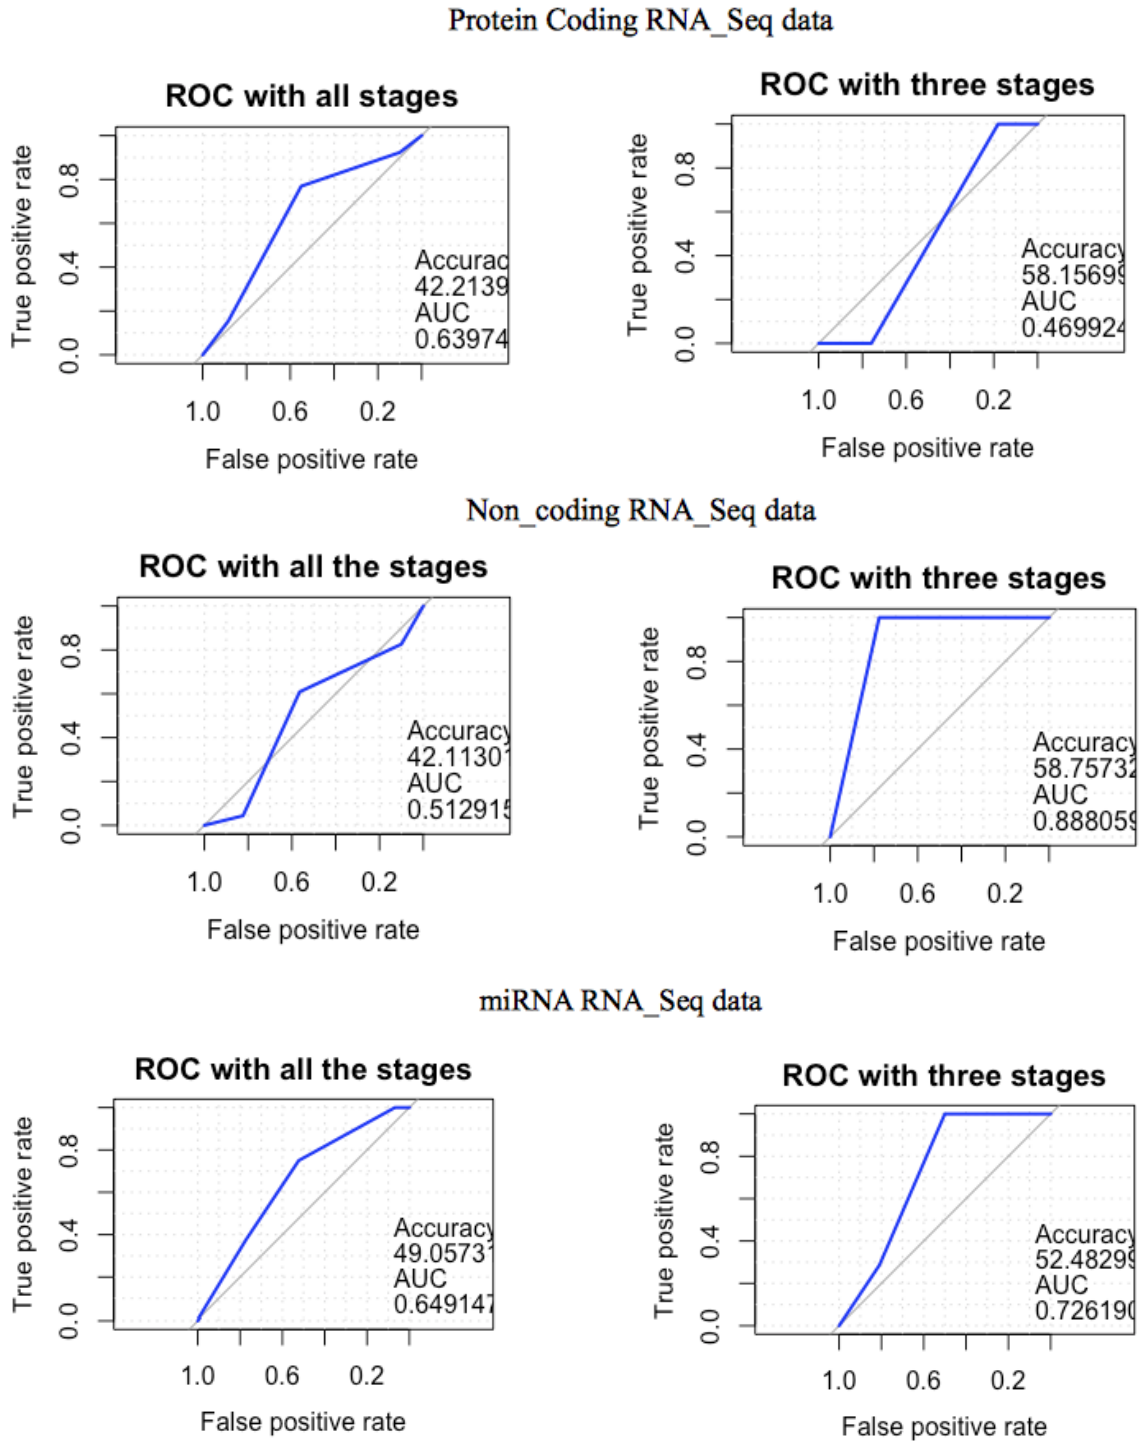 Protein Coding RNA_Seq data
ROC with all stages
True positive rate
0.8
0.4
0.0
Accurac
42.2139
AUC
0.63974
1.0 0.6 0.2
False positive rate
ROC with three stages
True positive rate
0.8
0.4
0.0
Accuracy
58.15699
AUC
0.469924
1.0 0.6 0.2
False positive rate
Non_coding RNA_Seq data
ROC with all the stages
True positive rate
0.8
0.4
0.0
Accuracy
42.11301
AUC
0.512915
1.0 0.6 0.2
False positive rate
ROC with three stages
True positive rate
0.8
0.4
0.0
Accuracy
58.75732
AUC
0.888059
1.0 0.6 0.2
False positive rate
miRNA RNA_Seq data
ROC with all the stages
True positive rate
0.8
0.4
0.0
Accuracy
49.05731
AUC
0.649147
1.0 0.6 0.2
False positive rate
ROC with three stages
True positive rate
0.8
0.4
0.0
Accuracy
52.48299
AUC
0.726190
1.0 0.6 0.2
False positive rate